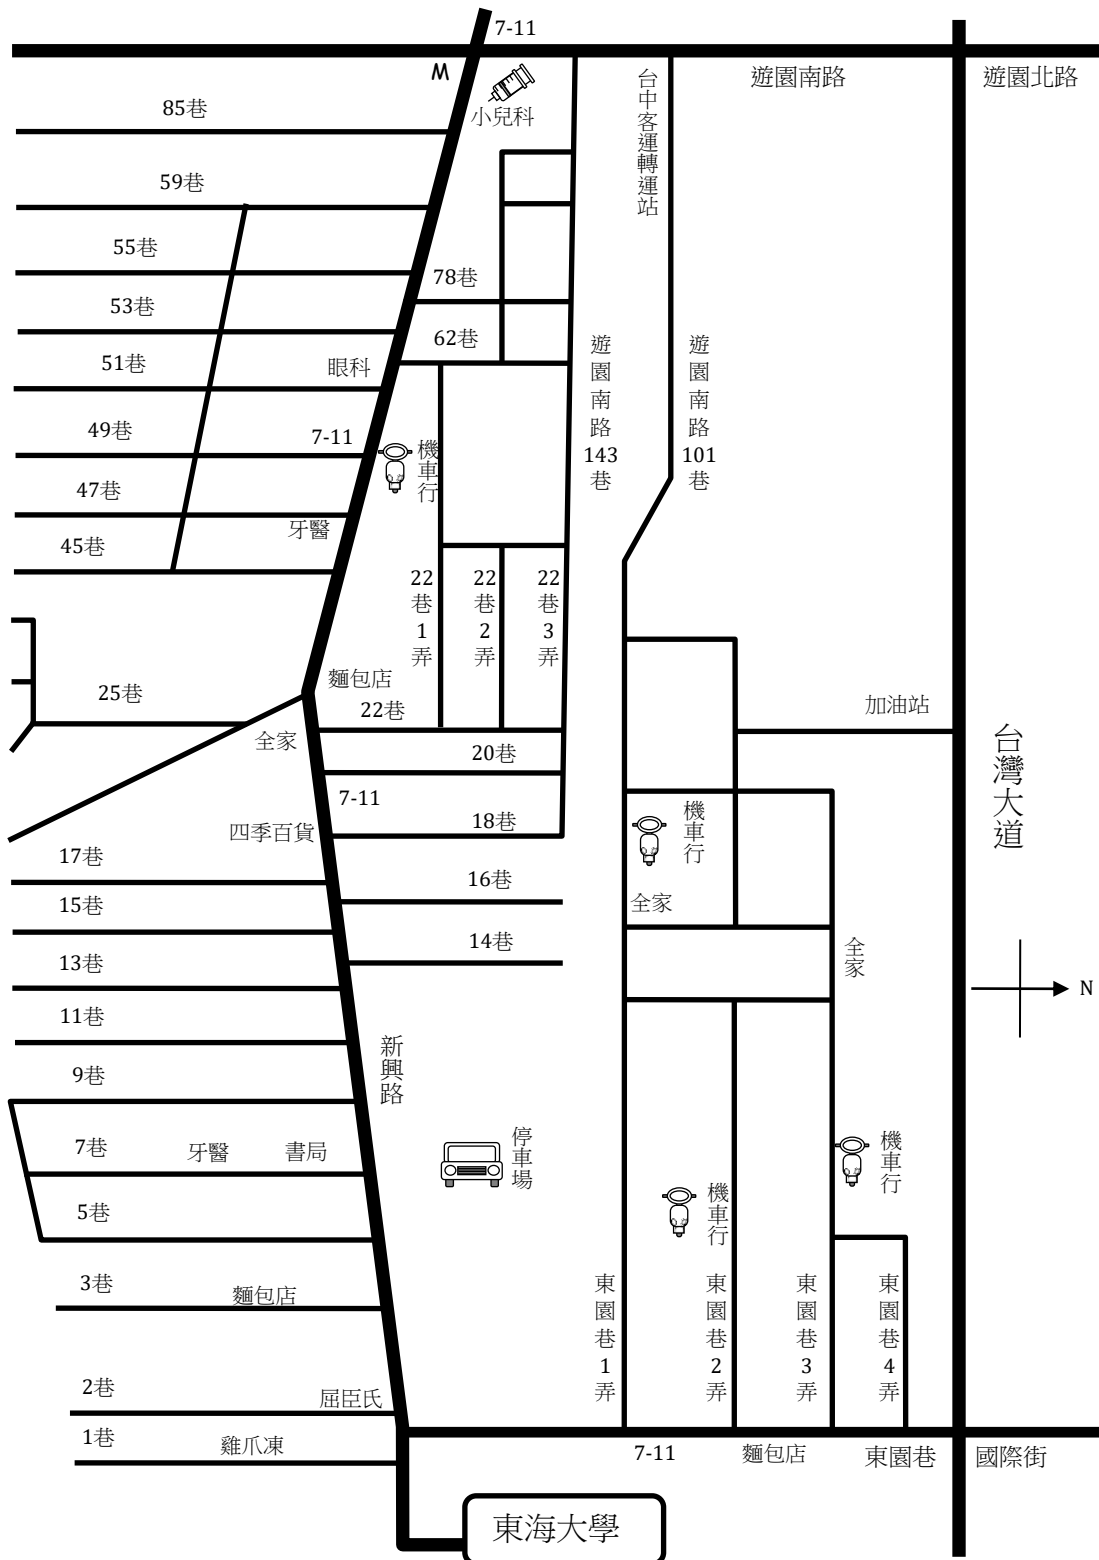 7-11
M
小兒科
台中客運轉運站
遊園南路
遊園北路
85巷
59巷
55巷
53巷
51巷
49巷
47巷
45巷
25巷
78巷
62巷
眼科
7-11
機車行
牙醫
遊園南路143巷
遊園南路101巷
22巷1弄
22巷2弄
22巷3弄
麵包店
22巷
全家
20巷
7-11
四季百貨
18巷
加油站
台灣大道
機車行
全家
全家
17巷
16巷
15巷
14巷
13巷
11巷
9巷
新興路
N
7巷
牙醫
書局
停車場
機車行
機車行
5巷
3巷
麵包店
東園巷1弄
東園巷2弄
東園巷3弄
東園巷4弄
2巷
屈臣氏
1巷
雞爪凍
7-11
麵包店
東園巷
國際街
東海大學